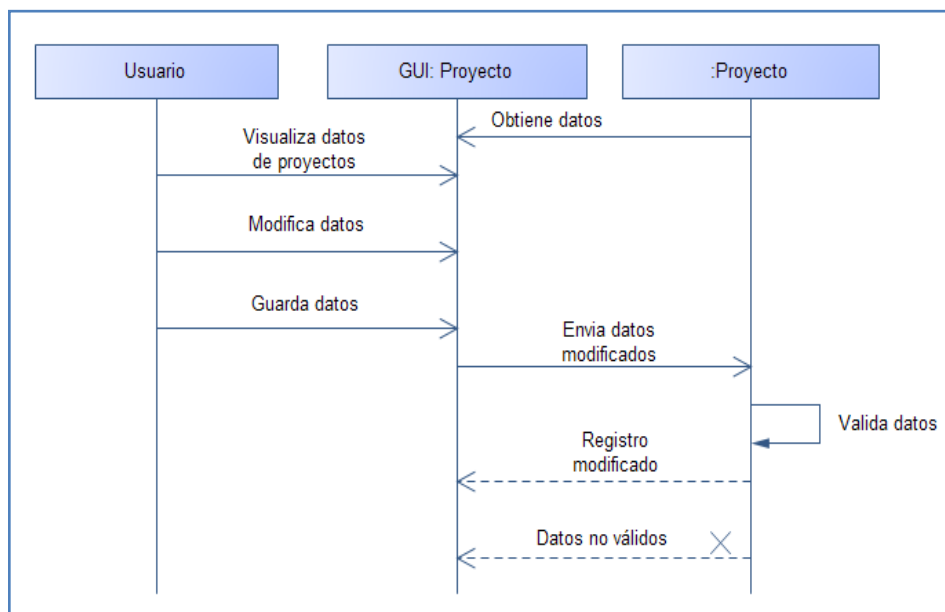 Usuario
GUI: Proyecto
:Proyecto
Obtiene datos
Visualiza datos
de proyectos
Modifica datos
Guarda datos
Envia datos
modificados
Valida datos
Registro
modificado
Datos no válidos